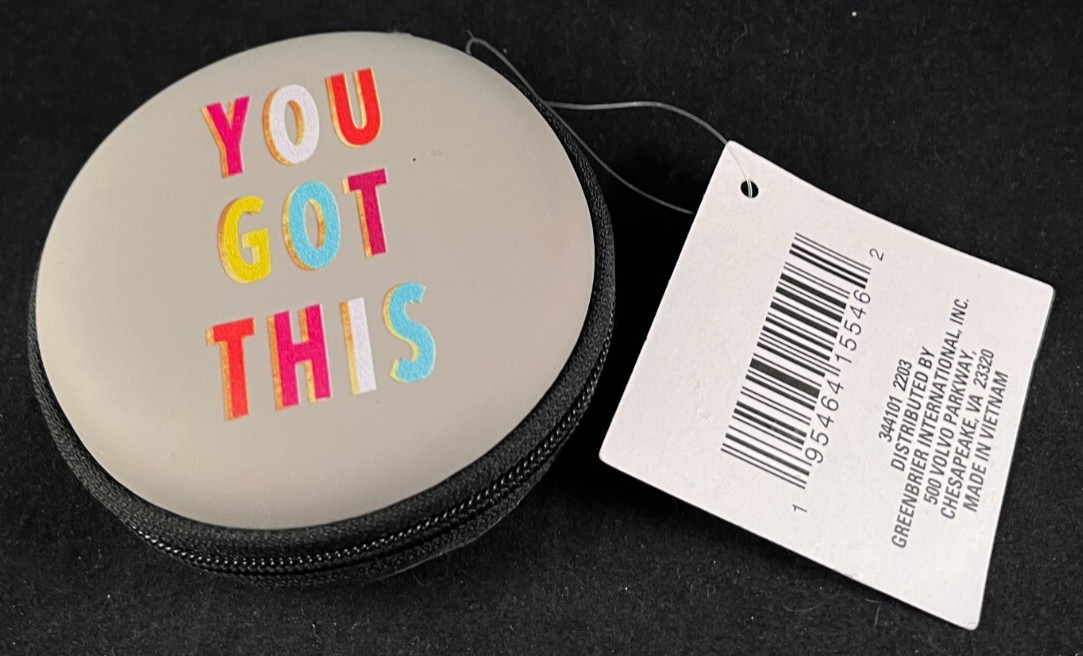 YOU
GOT
THIS
1 95464 15546 2
344101 2203
DISTRIBUTED BY
GREENBRIER INTERNATIONAL, INC.
500 VOLVO PARKWAY,
CHESAPEAKE, VA 23320
MADE IN VIETNAM